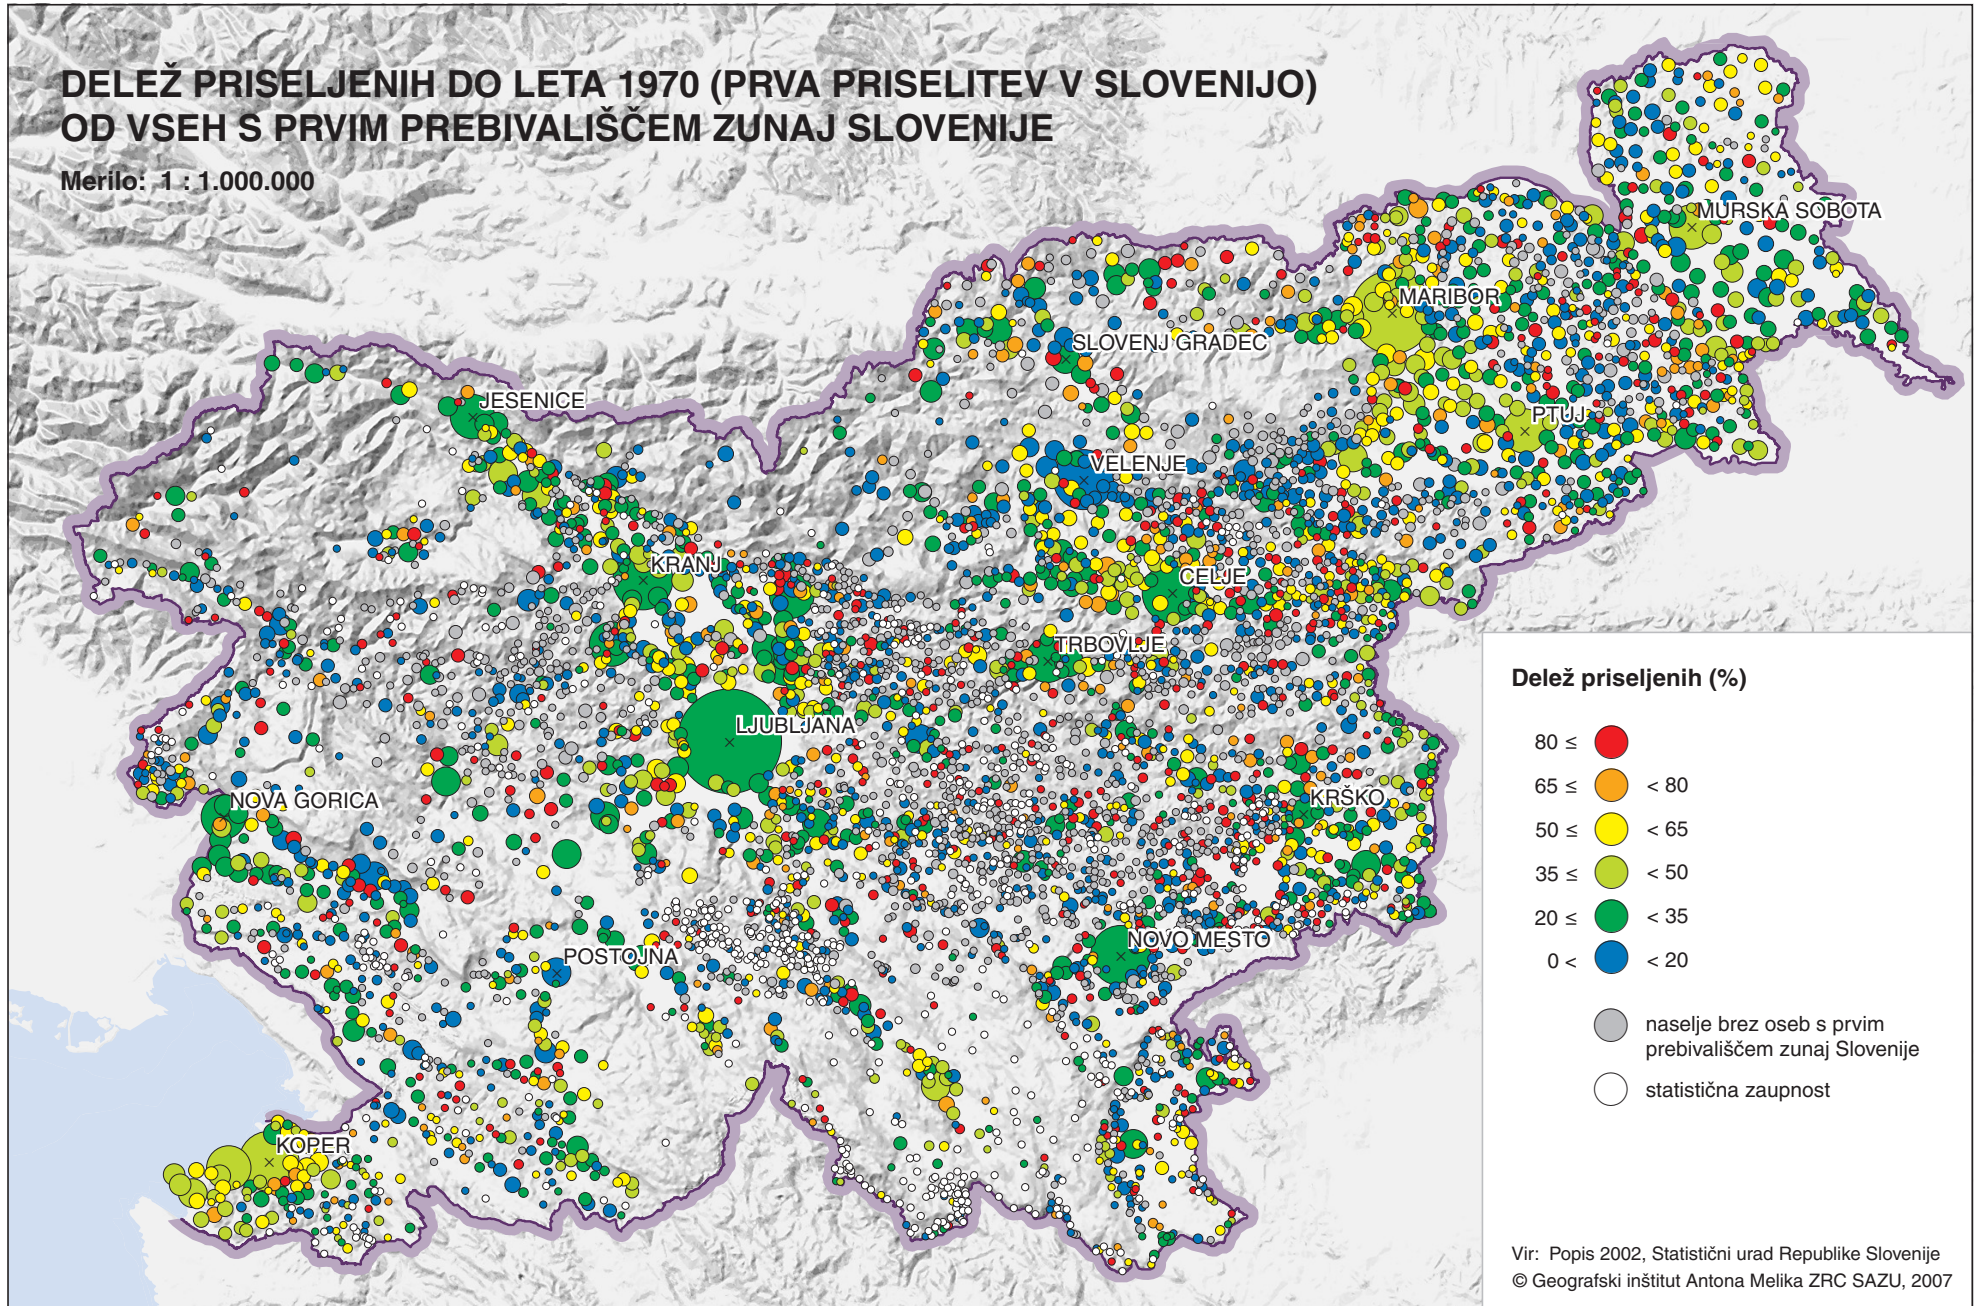 DELEŽ PRISELJENIH DO LETA 1970 (PRVA PRISELITEV V SLOVENIJO)
OD VSEH S PRVIM PREBIVALIŠČEM ZUNAJ SLOVENIJE
Merilo: 1 : 1.000.000
MURSKA SOBOTA
MARIBOR
SLOVENJ GRADEC
JESENICE
PTUJ
VELENJE
KRANJ
CELJE
TRBOVLJE
LJUBLJANA
NOVA GORICA
KRŠKO
NOVO MESTO
POSTOJNA
KOPER
Delež priseljenih (%)
80 ≤
65 ≤ < 80
50 ≤ < 65
35 ≤ < 50
20 ≤ < 35
0 < < 20
naselje brez oseb s prvim
prebivališčem zunaj Slovenije
statistična zaupnost
Vir: Popis 2002, Statistični urad Republike Slovenije
© Geografski inštitut Antona Melika ZRC SAZU, 2007